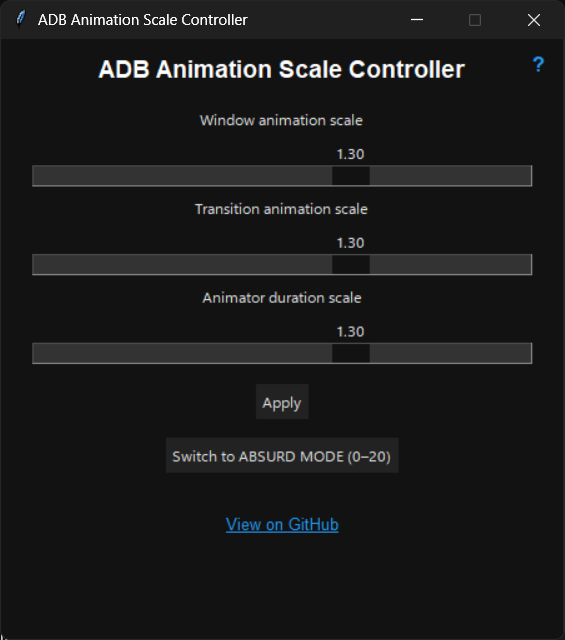 ADB Animation Scale Controller
ADB Animation Scale Controller
?
Window animation scale
1.30
Transition animation scale
1.30
Animator duration scale
1.30
Apply
Switch to ABSURD MODE (0–20)
View on GitHub